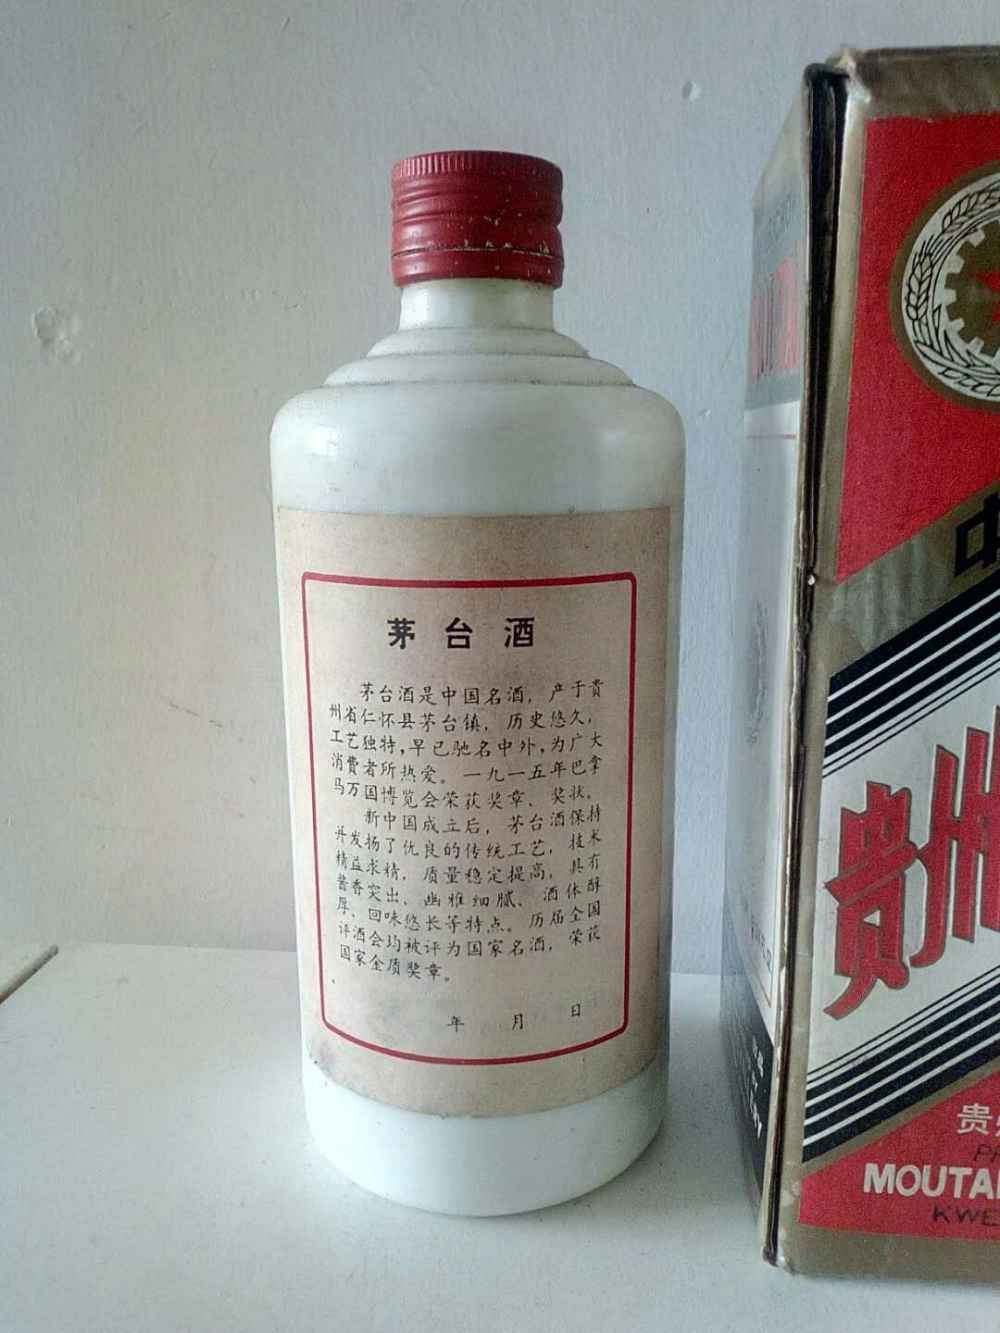 茅台酒
茅台酒是中国名酒，产于贵
州省仁怀县茅台镇，历史悠久，
工艺独特，早已驰名中外，为广大
消费者所热爱。一九一五年巴拿
马万国博览会荣获奖章、奖状。
新中国成立后，茅台酒保持
并发扬了优良的传统工艺，技术
精益求精，质量稳定提高，具有
酱香突出、幽雅细腻、酒体醇
厚、回味悠长等特点。历届全国
评酒会均被评为国家名酒，荣获
国家金质奖章。
年 月 日
中
贵州
贵
MOUTA
KWE